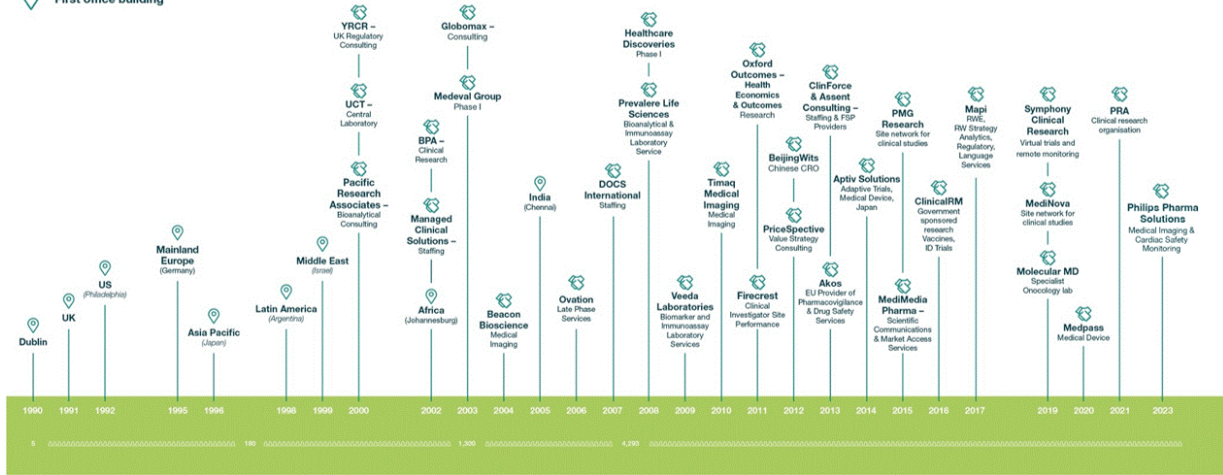 First office building
YRCR –
UK Regulatory
Consulting
UCT –
Central
Laboratory
Pacific
Research
Associates –
Bioanalytical
Consulting
Globomax –
Consulting
Medeval Group
Phase I
BPA –
Clinical
Research
Managed
Clinical
Solutions –
Staffing
Africa
(Johannesburg)
Healthcare
Discoveries
Phase I
Prevalere Life
Sciences
Bioanalytical &
Immunoassay
Laboratory
Service
Oxford
Outcomes –
Health
Economics
& Outcomes
Research
ClinForce
& Assent
Consulting –
Staffing & FSP
Providers
PMG
Research
Site network for
clinical studies
Mapi
RWE,
RW Strategy
Analytics,
Regulatory,
Language
Services
Symphony
Clinical
Research
Virtual trials and
remote monitoring
PRA
Clinical research
organisation
Dublin
UK
US
(Philadelphia)
Mainland
Europe
(Germany)
Asia Pacific
(Japan)
Latin America
(Argentina)
Middle East
(Israel)
Beacon
Bioscience
Medical
Imaging
India
(Chennai)
Ovation
Late Phase
Services
DOCS
International
Staffing
Veeda
Laboratories
Biomarker and
Immunoassay
Laboratory
Services
Timaq
Medical
Imaging
Medical
Imaging
Firecrest
Clinical
Investigator Site
Performance
BeijingWits
Chinese CRO
PriceSpective
Value Strategy
Consulting
Akos
EU Provider of
Pharmacovigilance
& Drug Safety
Services
Aptiv Solutions
Adaptive Trials,
Medical Device,
Japan
MediMedia
Pharma –
Scientific
Communications
& Market Access
Services
ClinicalRM
Government
sponsored
research
Vaccines,
ID Trials
MediNova
Site network for
clinical studies
Molecular MD
Specialist
Onocology lab
Medpass
Medical Device
Philips Pharma
Solutions
Medical Imaging &
Cardiac Safety
Monitoring
1990 1991 1992 1995 1996 1998 1999 2000 2002 2003 2004 2005 2006 2007 2008 2009 2010 2011 2012 2013 2014 2015 2016 2017 2019 2020 2021 2023
5 190 1,300 4,293